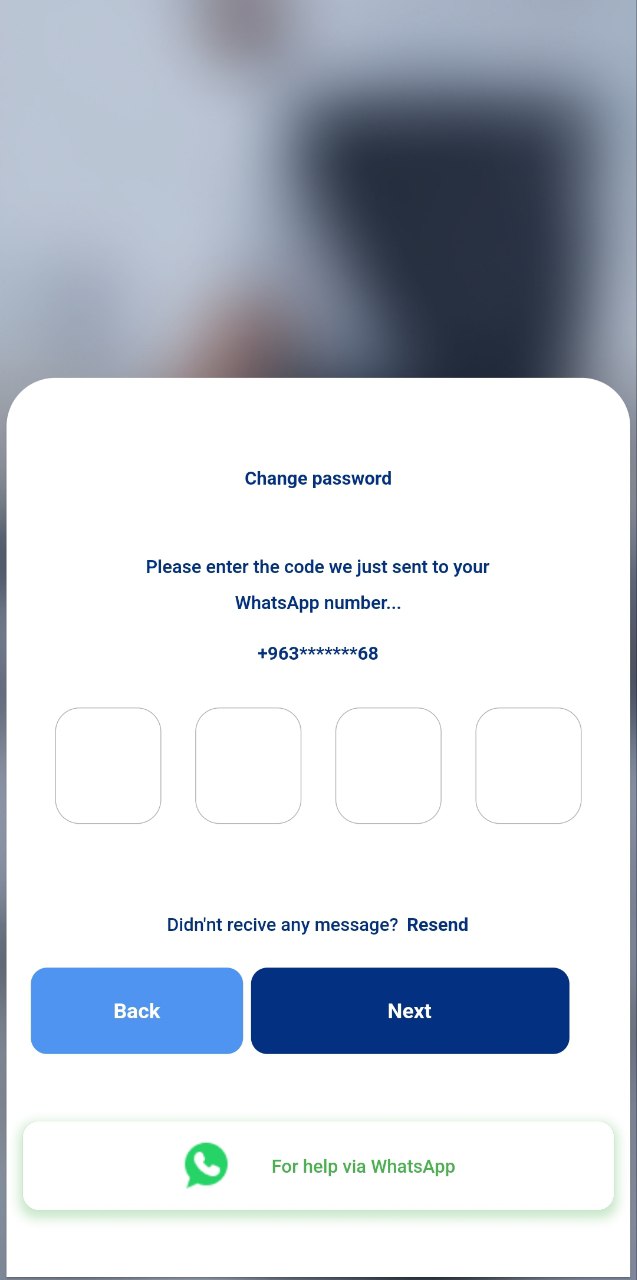 Change password
Please enter the code we just sent to your
WhatsApp number...
+963*******68
Didn'nt recive any message? Resend
Back Next
For help via WhatsApp